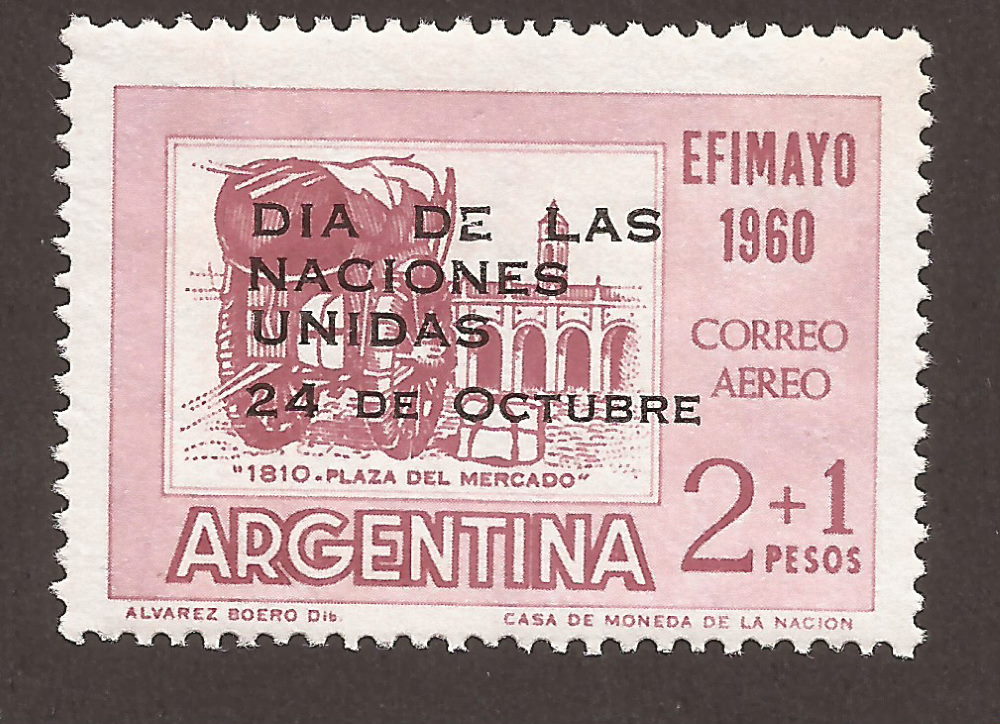 EFIMAYO
1960
CORREO
AEREO
DIA DE LAS
NACIONES
UNIDAS
24 DE OCTUBRE
"1810-PLAZA DEL MERCADO"
ARGENTINA
2+1
PESOS
ALVAREZ BOERO Dib.
CASA DE MONEDA DE LA NACION